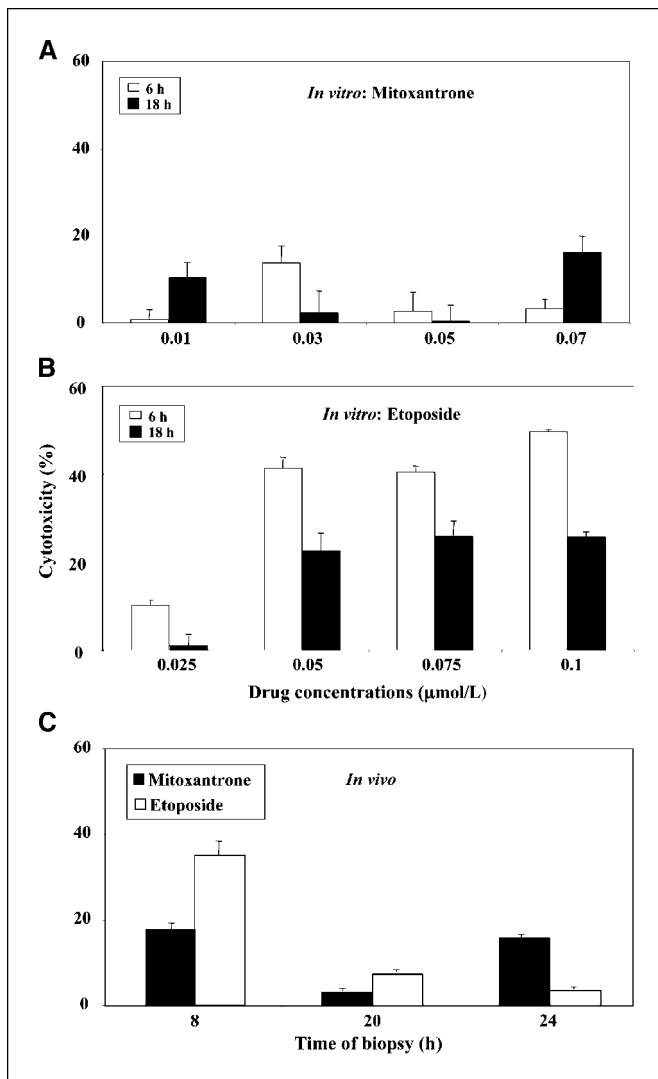 A
60
40
20
0
6 h
18 h
In vitro: Mitoxantrone
0.01 0.03 0.05 0.07
B
60
40
20
0
Cytotoxicity (%)
6 h
18 h
In vitro: Etoposide
0.025 0.05 0.075 0.1
Drug concentrations (μmol/L)
C
60
40
20
0
Mitoxantrone
Etoposide
In vivo
8 20 24
Time of biopsy (h)